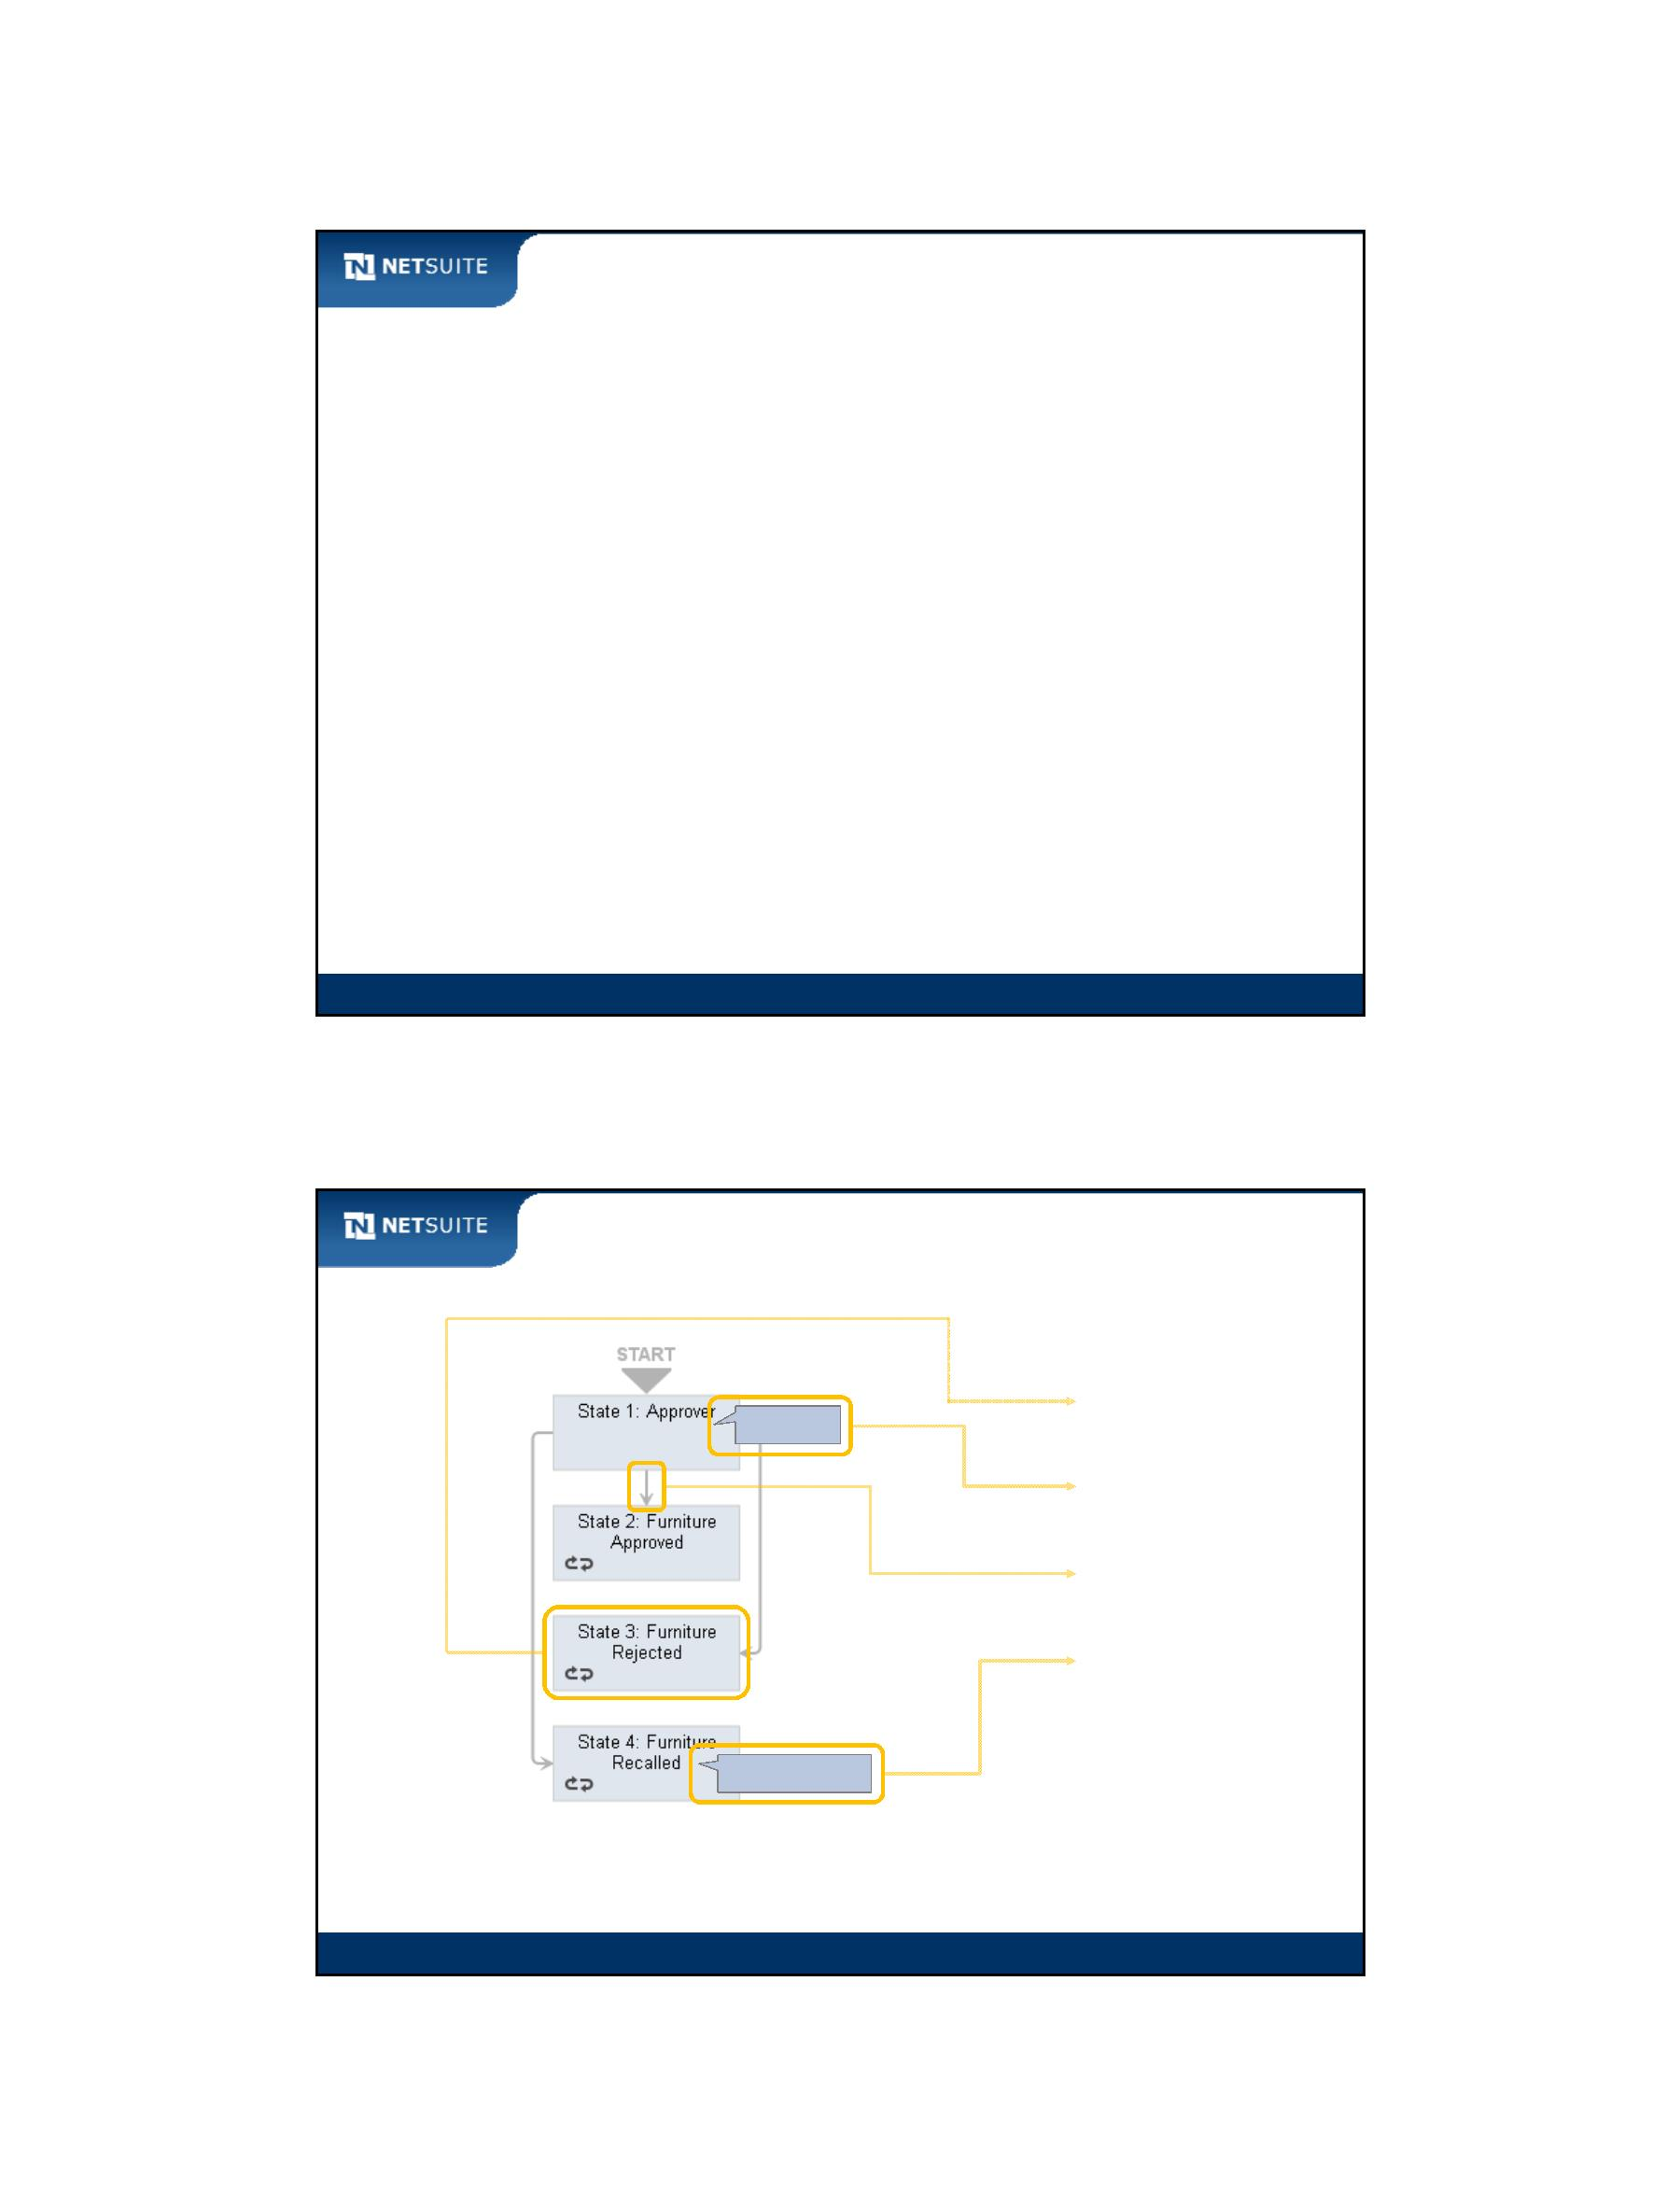 NETSUITE
NETSUITE
START
State 1: Approver
State 2: Furniture
Approved
State 3: Furniture
Rejected
State 4: Furniture
Recalled